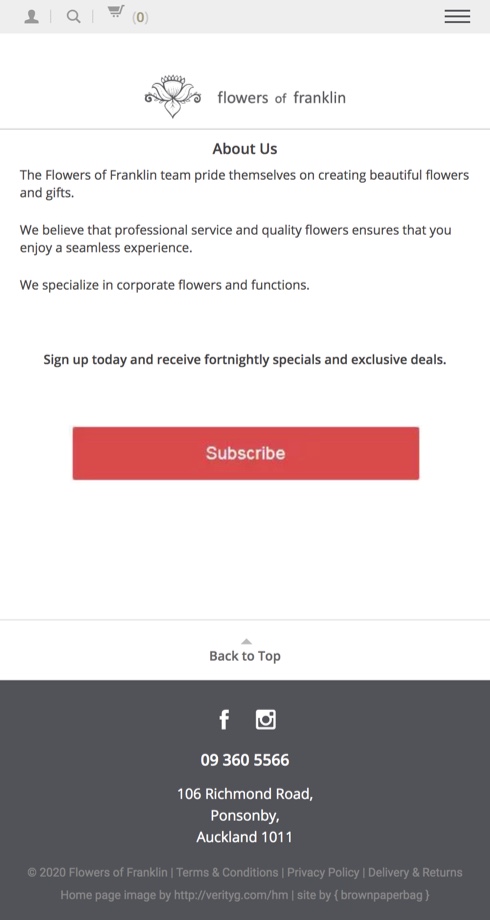 (0)
flowers of franklin
About Us
The Flowers of Franklin team pride themselves on creating beautiful flowers
and gifts.
We believe that professional service and quality flowers ensures that you
enjoy a seamless experience.
We specialize in corporate flowers and functions.
Sign up today and receive fortnightly specials and exclusive deals.
Subscribe
Back to Top
09 360 5566
106 Richmond Road,
Ponsonby,
Auckland 1011
© 2020 Flowers of Franklin | Terms & Conditions | Privacy Policy | Delivery & Returns
Home page image by http://verityg.com/hm | site by { brownpaperbag }